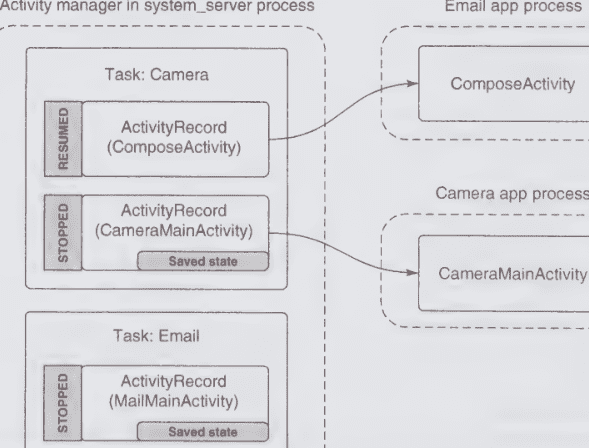 Activity manager in system_server process
Email app process
Task: Camera
RESUMED
ActivityRecord
(ComposeActivity)
ComposeActivity
Camera app process
STOPPED
ActivityRecord
(CameraMainActivity)
Saved state
CameraMainActivity
Task: Email
STOPPED
ActivityRecord
(MailMainActivity)
Saved state